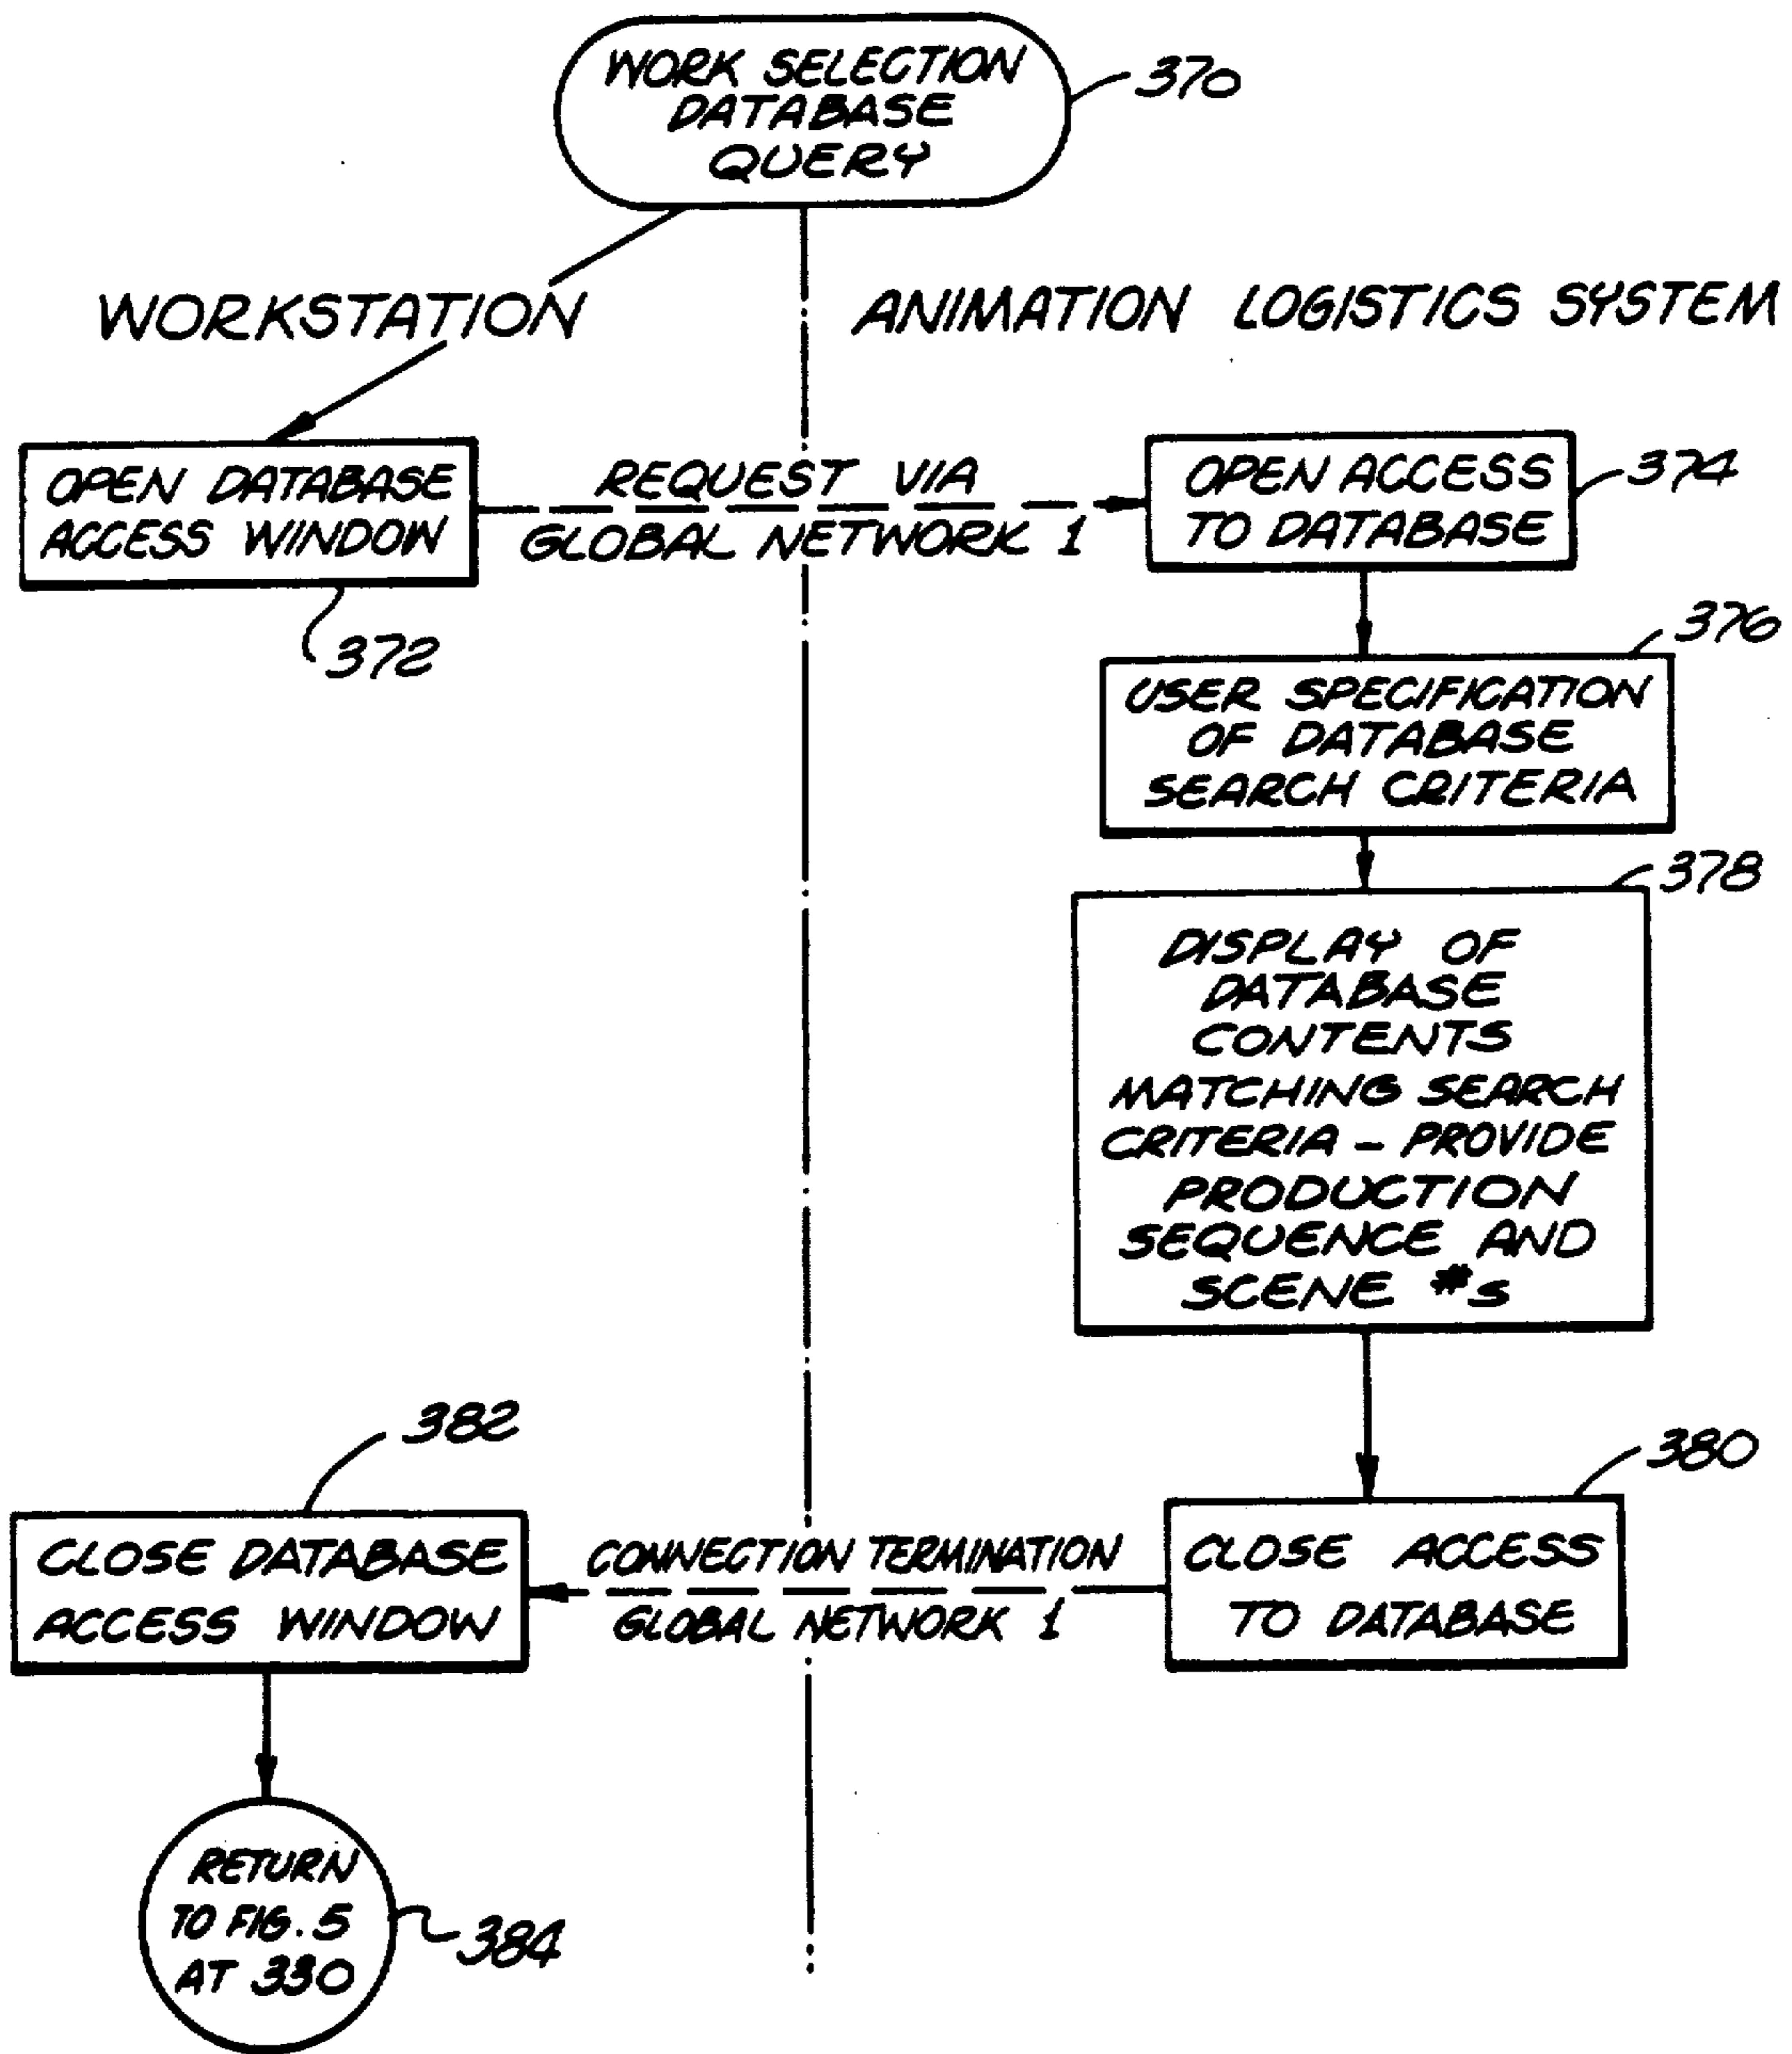 WORK SELECTION
DATABASE
QUERY
370
WORKSTATION
ANIMATION LOGISTICS SYSTEM
OPEN DATABASE
ACCESS WINDOW
372
REQUEST VIA
GLOBAL NETWORK 1
OPEN ACCESS
TO DATABASE
374
376
USER SPECIFICATION
OF DATABASE
SEARCH CRITERIA
378
DISPLAY OF
DATABASE
CONTENTS
MATCHING SEARCH
CRITERIA - PROVIDE
PRODUCTION
SEQUENCE AND
SCENE #s
380
CLOSE ACCESS
TO DATABASE
CONNECTION TERMINATION
GLOBAL NETWORK 1
382
CLOSE DATABASE
ACCESS WINDOW
RETURN
TO FIG. 5
AT 330
384